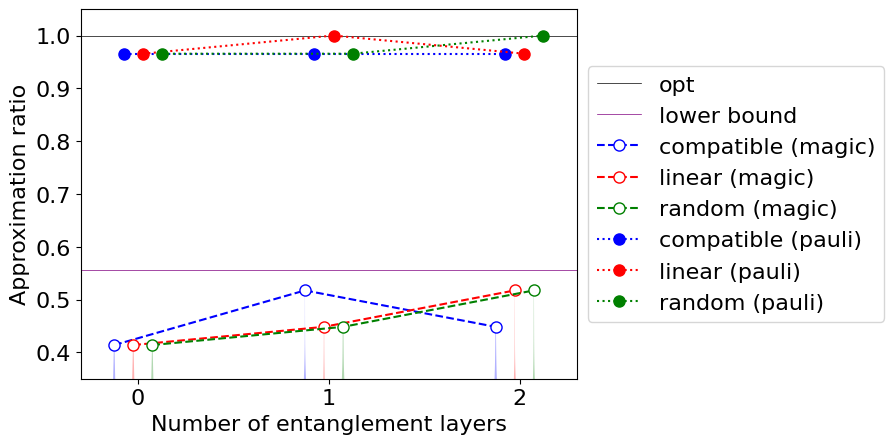 1.0
0.9
0.8
0.7
0.6
0.5
0.4
Approximation ratio
0 1 2
Number of entanglement layers
opt
lower bound
compatible (magic)
linear (magic)
random (magic)
compatible (pauli)
linear (pauli)
random (pauli)